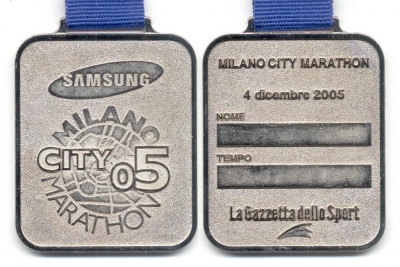 SAMSUNG
MILANO
CITY 05
MARATHON
MILANO CITY MARATHON
4 dicembre 2005
NOME
TEMPO
La Gazzetta dello Sport